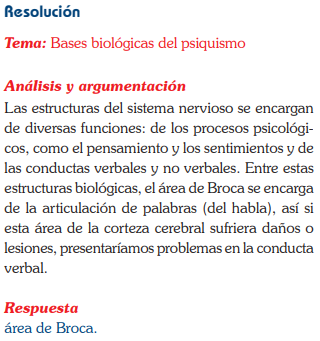 Resolución
Tema: Bases biológicas del psiquismo
Análisis y argumentación
Las estructuras del sistema nervioso se encargan
de diversas funciones: de los procesos psicológi-
cos, como el pensamiento y los sentimientos y de
las conductas verbales y no verbales. Entre estas
estructuras biológicas, el área de Broca se encarga
de la articulación de palabras (del habla), así si
esta área de la corteza cerebral sufriera daños o
lesiones, presentaríamos problemas en la conducta
verbal.
Respuesta
área de Broca.